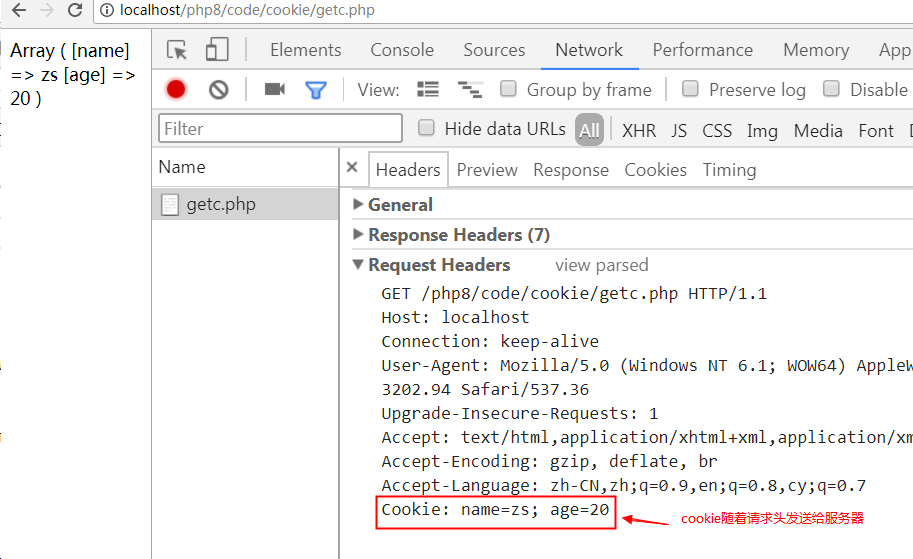 localhost/php8/code/cookie/getc.php
Array ( [name]
=> zs [age] =>
20 )
Elements Console Sources Network Performance Memory App
View: Group by frame Preserve log Disable
Filter Hide data URLs All XHR JS CSS Img Media Font
Name
getc.php
× Headers Preview Response Cookies Timing
General
Response Headers (7)
Request Headers view parsed
GET /php8/code/cookie/getc.php HTTP/1.1
Host: localhost
Connection: keep-alive
User-Agent: Mozilla/5.0 (Windows NT 6.1; WOW64) AppleW
3202.94 Safari/537.36
Upgrade-Insecure-Requests: 1
Accept: text/html,application/xhtml+xml,application/xm
Accept-Encoding: gzip, deflate, br
Accept-Language: zh-CN,zh;q=0.9,en;q=0.8,cy;q=0.7
Cookie: name=zs; age=20 cookie随着请求头发送给服务器